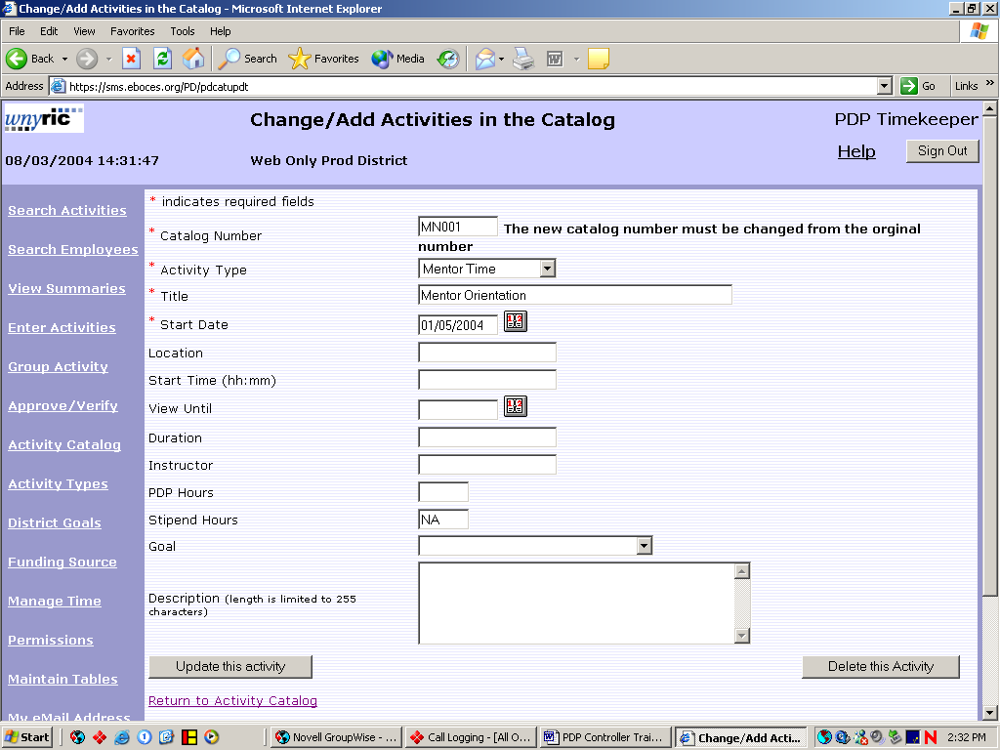 Change/Add Activities in the Catalog - Microsoft Internet Explorer
File Edit View Favorites Tools Help
Back Search Favorites Media
Address https://sms.eboces.org/PD/pdcatupdt Go Links »
wnyric Change/Add Activities in the Catalog PDP Timekeeper
Help Sign Out
08/03/2004 14:31:47 Web Only Prod District
Search Activities
Search Employees
View Summaries
Enter Activities
Group Activity
Approve/Verify
Activity Catalog
Activity Types
District Goals
Funding Source
Manage Time
Permissions
Maintain Tables
My eMail Address
* indicates required fields
* Catalog Number MN001 The new catalog number must be changed from the orginal
number
* Activity Type Mentor Time
* Title Mentor Orientation
* Start Date 01/05/2004
Location
Start Time (hh:mm)
View Until
Duration
Instructor
PDP Hours
Stipend Hours NA
Goal
Description (length is limited to 255
characters)
Update this activity Delete this Activity
Return to Activity Catalog
Start Novell GroupWise - ... Call Logging - [All O... PDP Controller Trai... Change/Add Acti... 2:32 PM